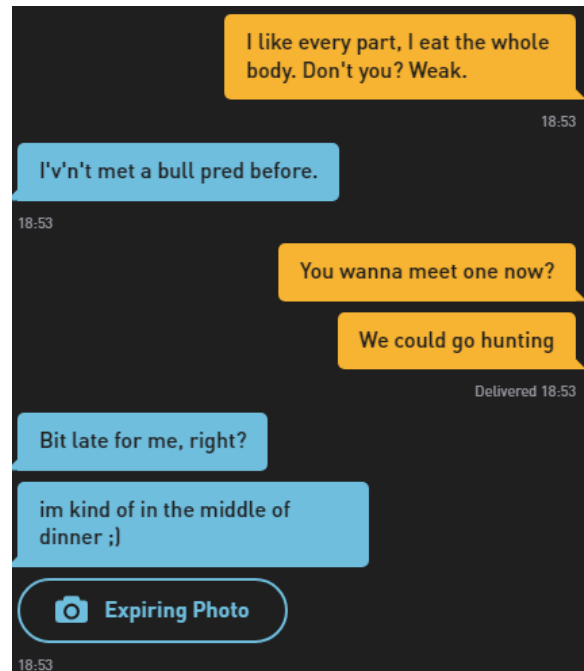 I like every part, I eat the whole
body. Don't you? Weak.
18:53
I'v'n't met a bull pred before.
18:53
You wanna meet one now?
We could go hunting
Delivered 18:53
Bit late for me, right?
im kind of in the middle of
dinner ;)
Expiring Photo
18:53